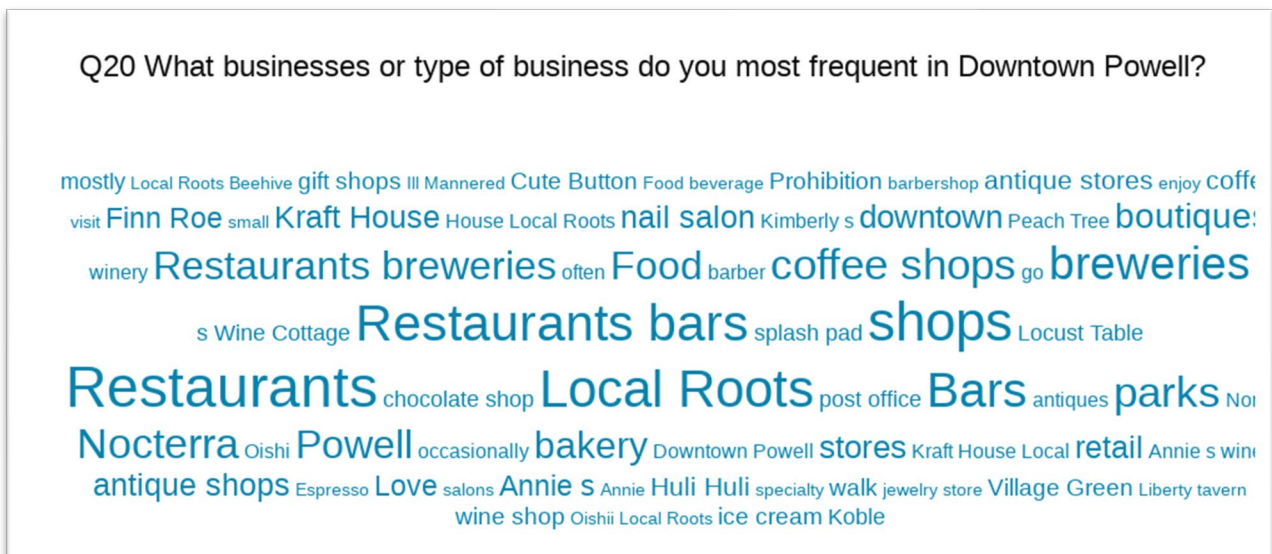 Q20 What businesses or type of business do you most frequent in Downtown Powell?
mostly Local Roots Beehive gift shops Ill Mannered Cute Button Food beverage Prohibition barbershop antique stores enjoy coffe
visit Finn Roe small Kraft House House Local Roots nail salon Kimberly s downtown Peach Tree boutiques
winery Restaurants breweries often Food barber coffee shops go breweries
s Wine Cottage Restaurants bars splash pad shops Locust Table
Restaurants chocolate shop Local Roots post office Bars antiques parks Nor
Nocterra Oishi Powell occasionally bakery Downtown Powell stores Kraft House Local retail Annie s wine
antique shops Espresso Love salons Annie s Annie Huli Huli specialty walk jewelry store Village Green Liberty tavern
wine shop Oishii Local Roots ice cream Koble